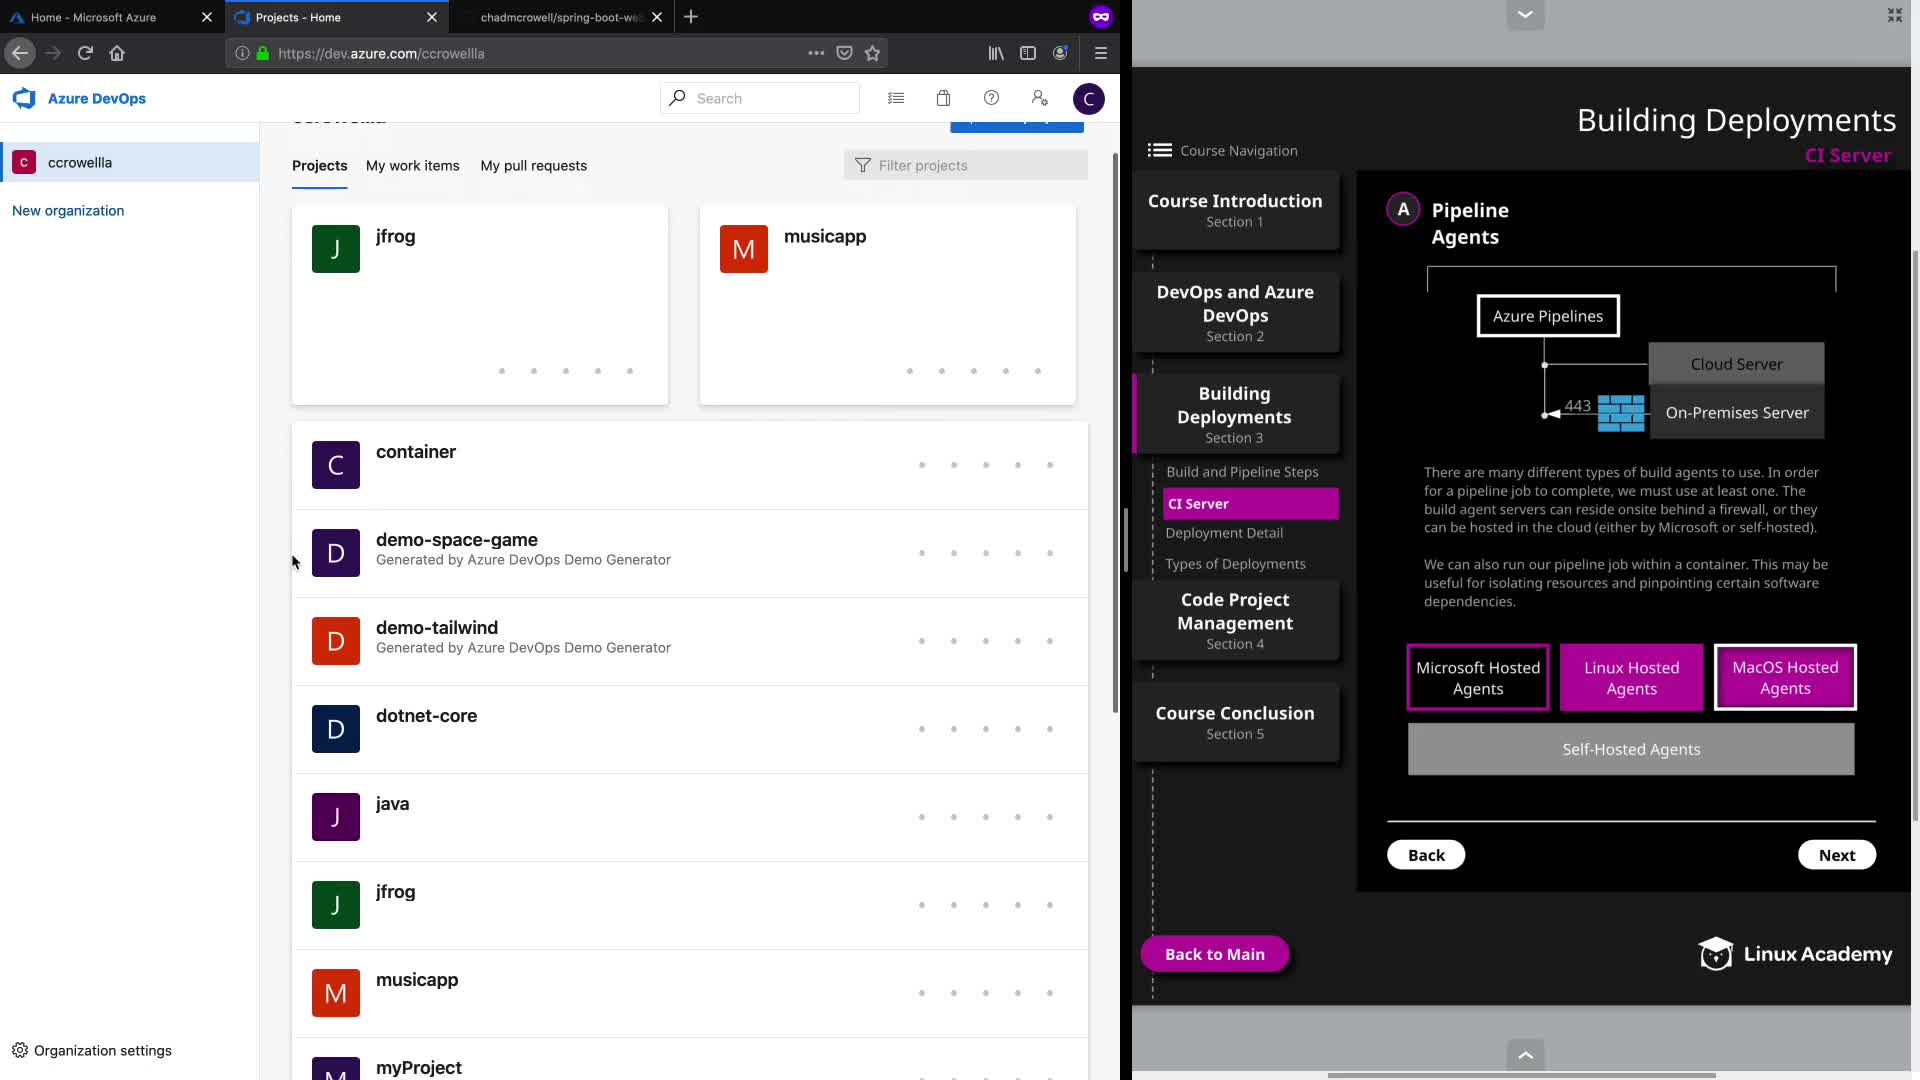 Home - Microsoft Azure
Projects - Home
chadmcrowell/spring-boot-we
https://dev.azure.com/ccrowellla
Azure DevOps
Search
C
C
ccrowellla
New organization
Organization settings
Projects
My work items
My pull requests
Filter projects
J
jfrog
M
musicapp
C
container
D
demo-space-game
Generated by Azure DevOps Demo Generator
D
demo-tailwind
Generated by Azure DevOps Demo Generator
D
dotnet-core
J
java
J
jfrog
M
musicapp
M
myProject
Building Deployments
CI Server
Course Navigation
Course Introduction
Section 1
DevOps and Azure
DevOps
Section 2
Building
Deployments
Section 3
Build and Pipeline Steps
CI Server
Deployment Detail
Types of Deployments
Code Project
Management
Section 4
Course Conclusion
Section 5
Back to Main
A
Pipeline
Agents
Azure Pipelines
Cloud Server
443
On-Premises Server
There are many different types of build agents to use. In order
for a pipeline job to complete, we must use at least one. The
build agent servers can reside onsite behind a firewall, or they
can be hosted in the cloud (either by Microsoft or self-hosted).
We can also run our pipeline job within a container. This may be
useful for isolating resources and pinpointing certain software
dependencies.
Microsoft Hosted
Agents
Linux Hosted
Agents
MacOS Hosted
Agents
Self-Hosted Agents
Back
Next
Linux Academy